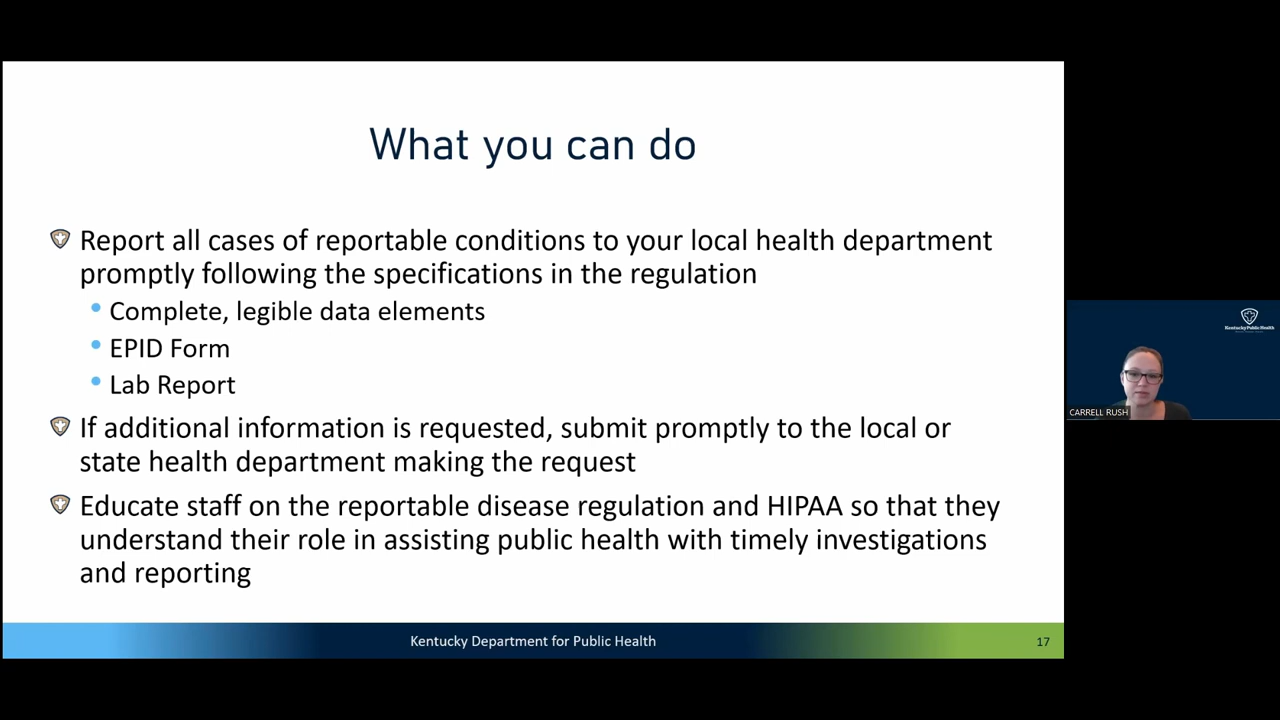 What you can do
Report all cases of reportable conditions to your local health department
promptly following the specifications in the regulation
Complete, legible data elements
EPID Form
Lab Report
If additional information is requested, submit promptly to the local or
state health department making the request
Educate staff on the reportable disease regulation and HIPAA so that they
understand their role in assisting public health with timely investigations
and reporting
Kentucky Department for Public Health
17
Kentucky Public Health
CARRELL RUSH